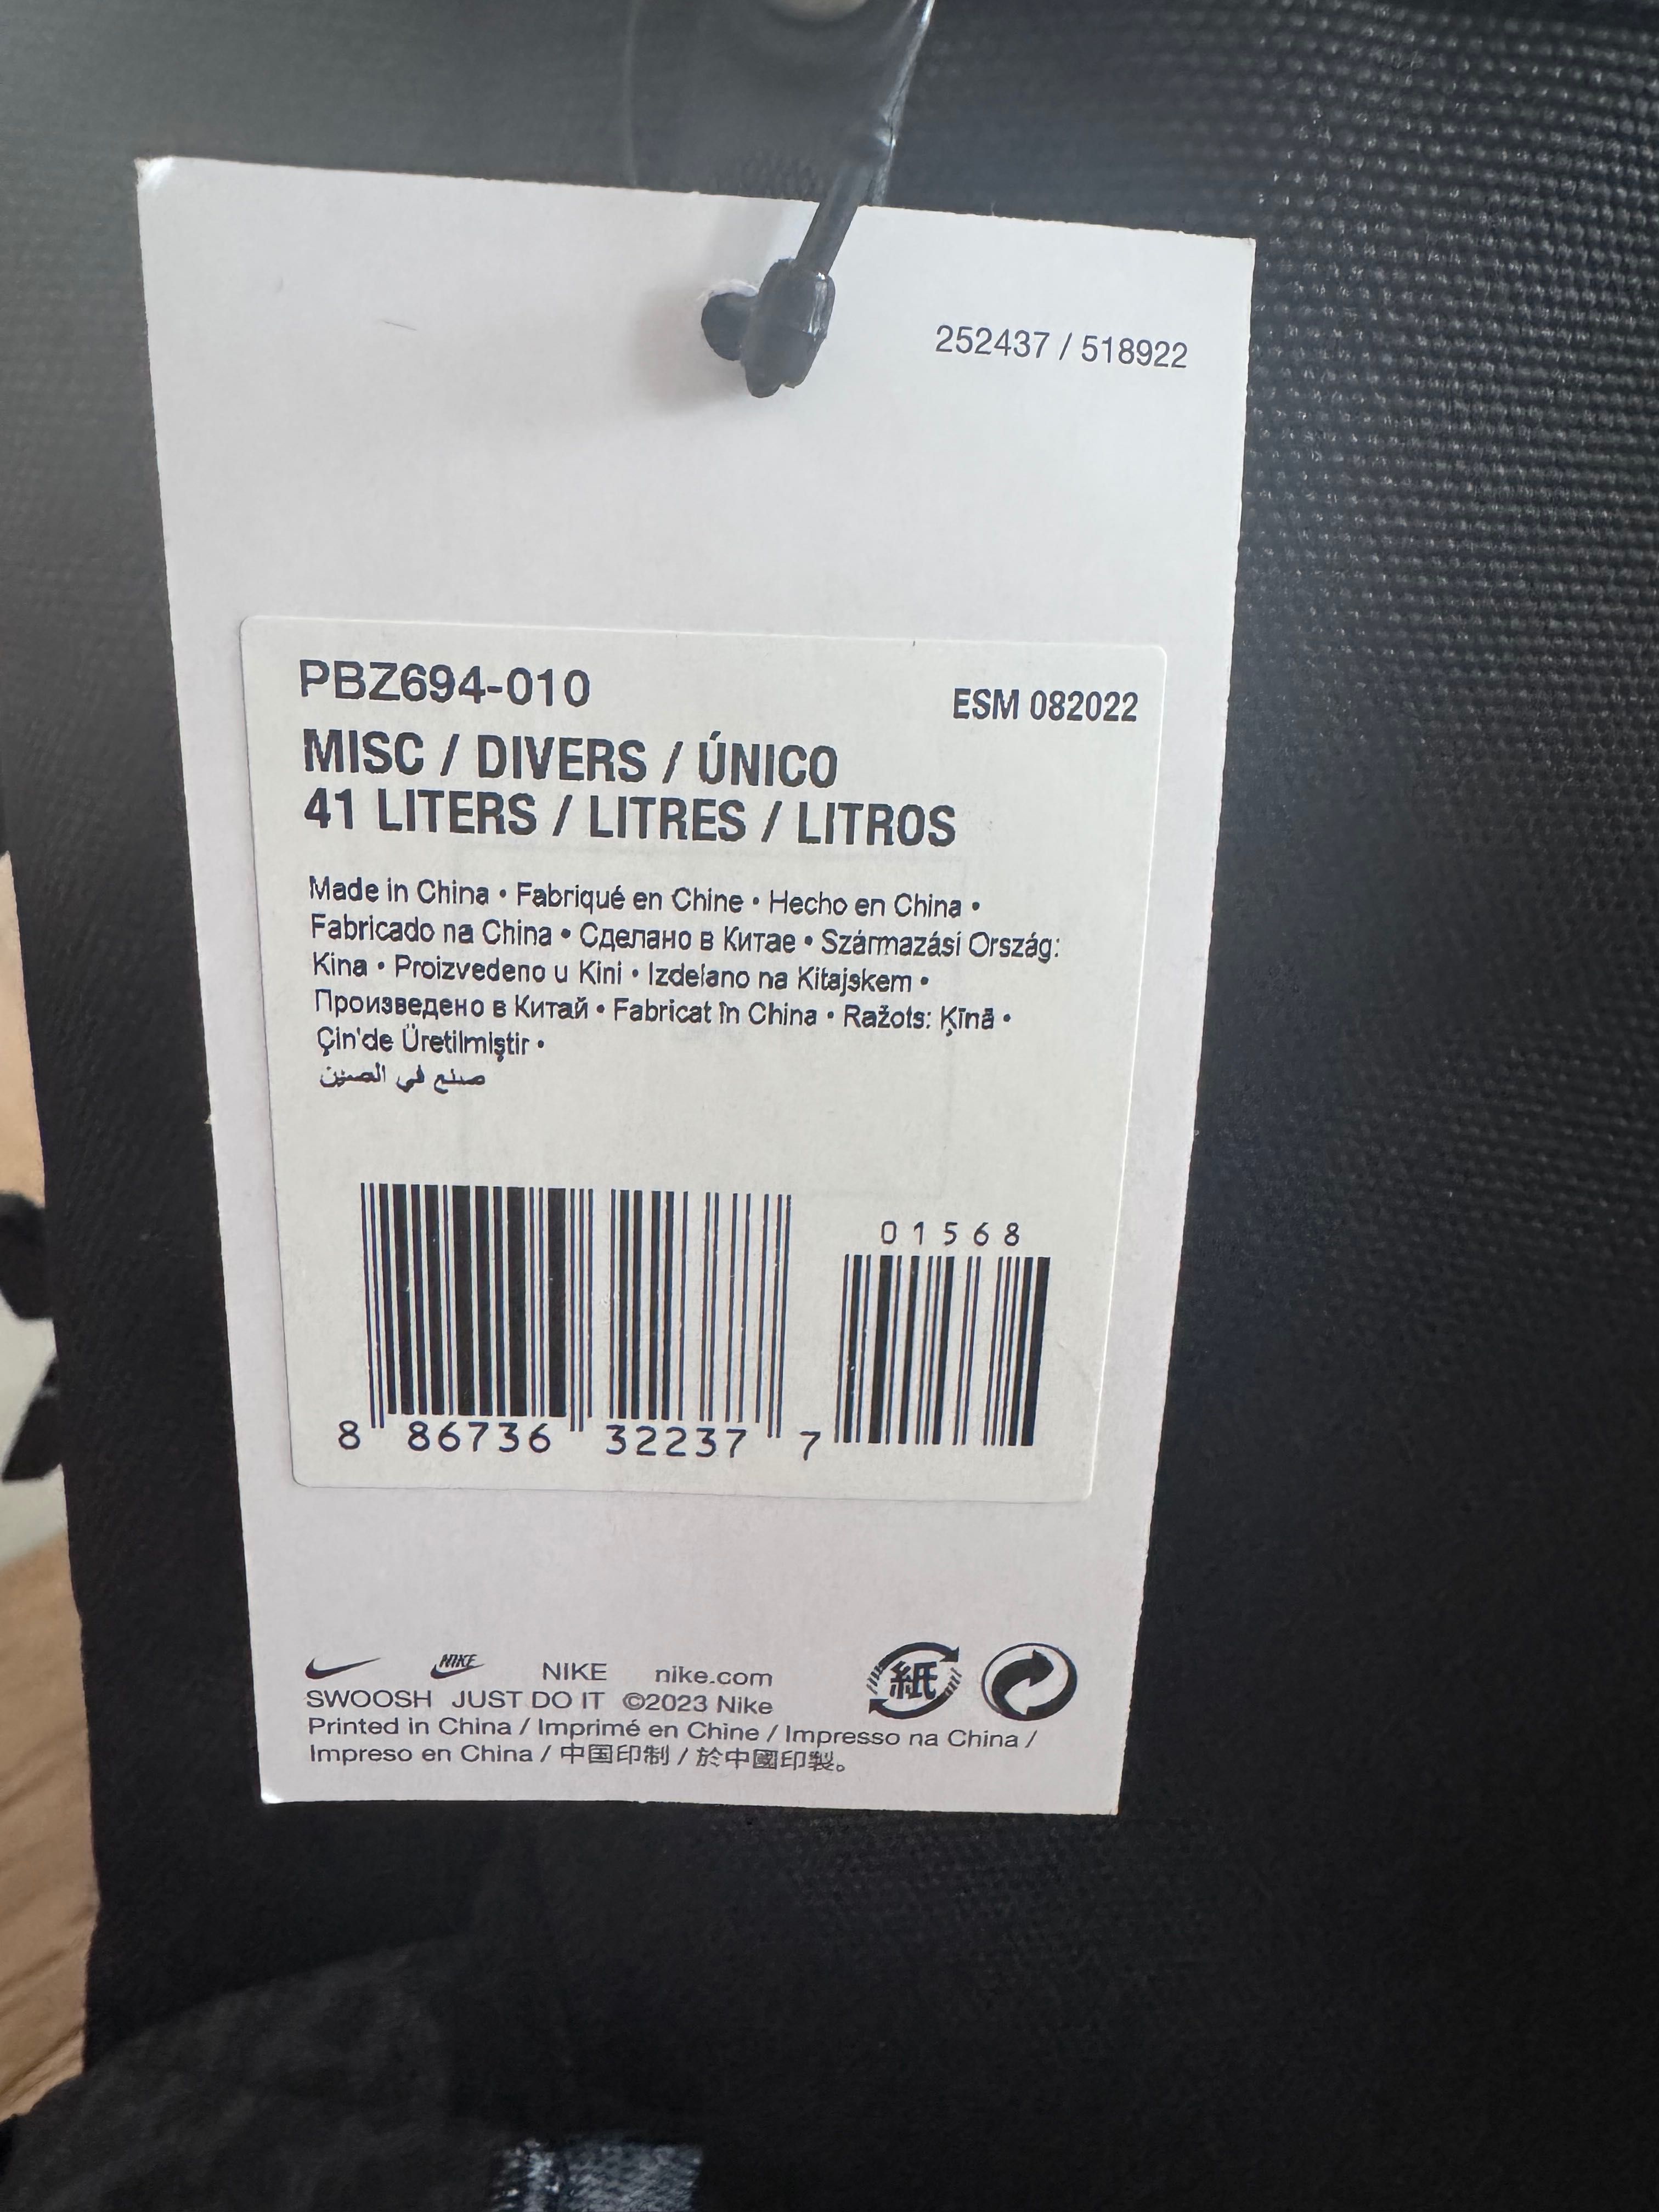 252437 / 518922
PBZ694-010
ESM 082022
MISC / DIVERS / ÚNICO
41 LITERS / LITRES / LITROS
Made in China • Fabriqué en Chine • Hecho en China •
Fabricado na China • Сделано в Китае • Származási Ország:
Kina • Proizvedeno u Kini • Izdelano na Kitajskem •
Произведено в Китай • Fabricat în China • Ražots: Ķīnā •
Çin'de Üretilmiştir •
صنع في الصين
01568
8 86736 32237 7
NIKE NIKE nike.com
SWOOSH JUST DO IT ©2023 Nike
紙
Printed in China / Imprimé en Chine / Impresso na China /
Impreso en China / 中国印制 / 於中國印製。